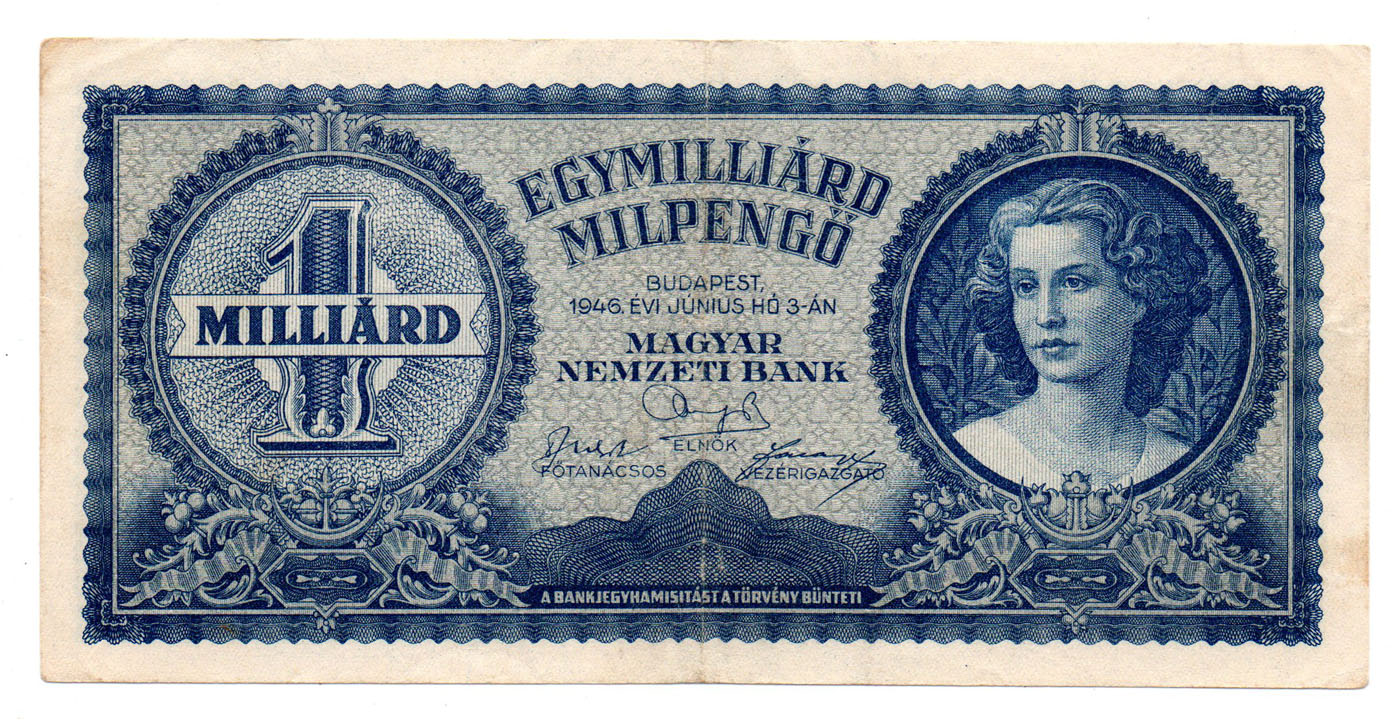 1
MILLIÁRD
EGYMILLIÁRD
MILPENGŐ
BUDAPEST,
1946. ÉVI JÚNIUS HÓ 3-ÁN
MAGYAR
NEMZETI BANK
ELNÖK
FŐTANÁCSOS
VEZÉRIGAZGATÓ
A BANKJEGYHAMISITÁST A TÖRVÉNY BÜNTETI